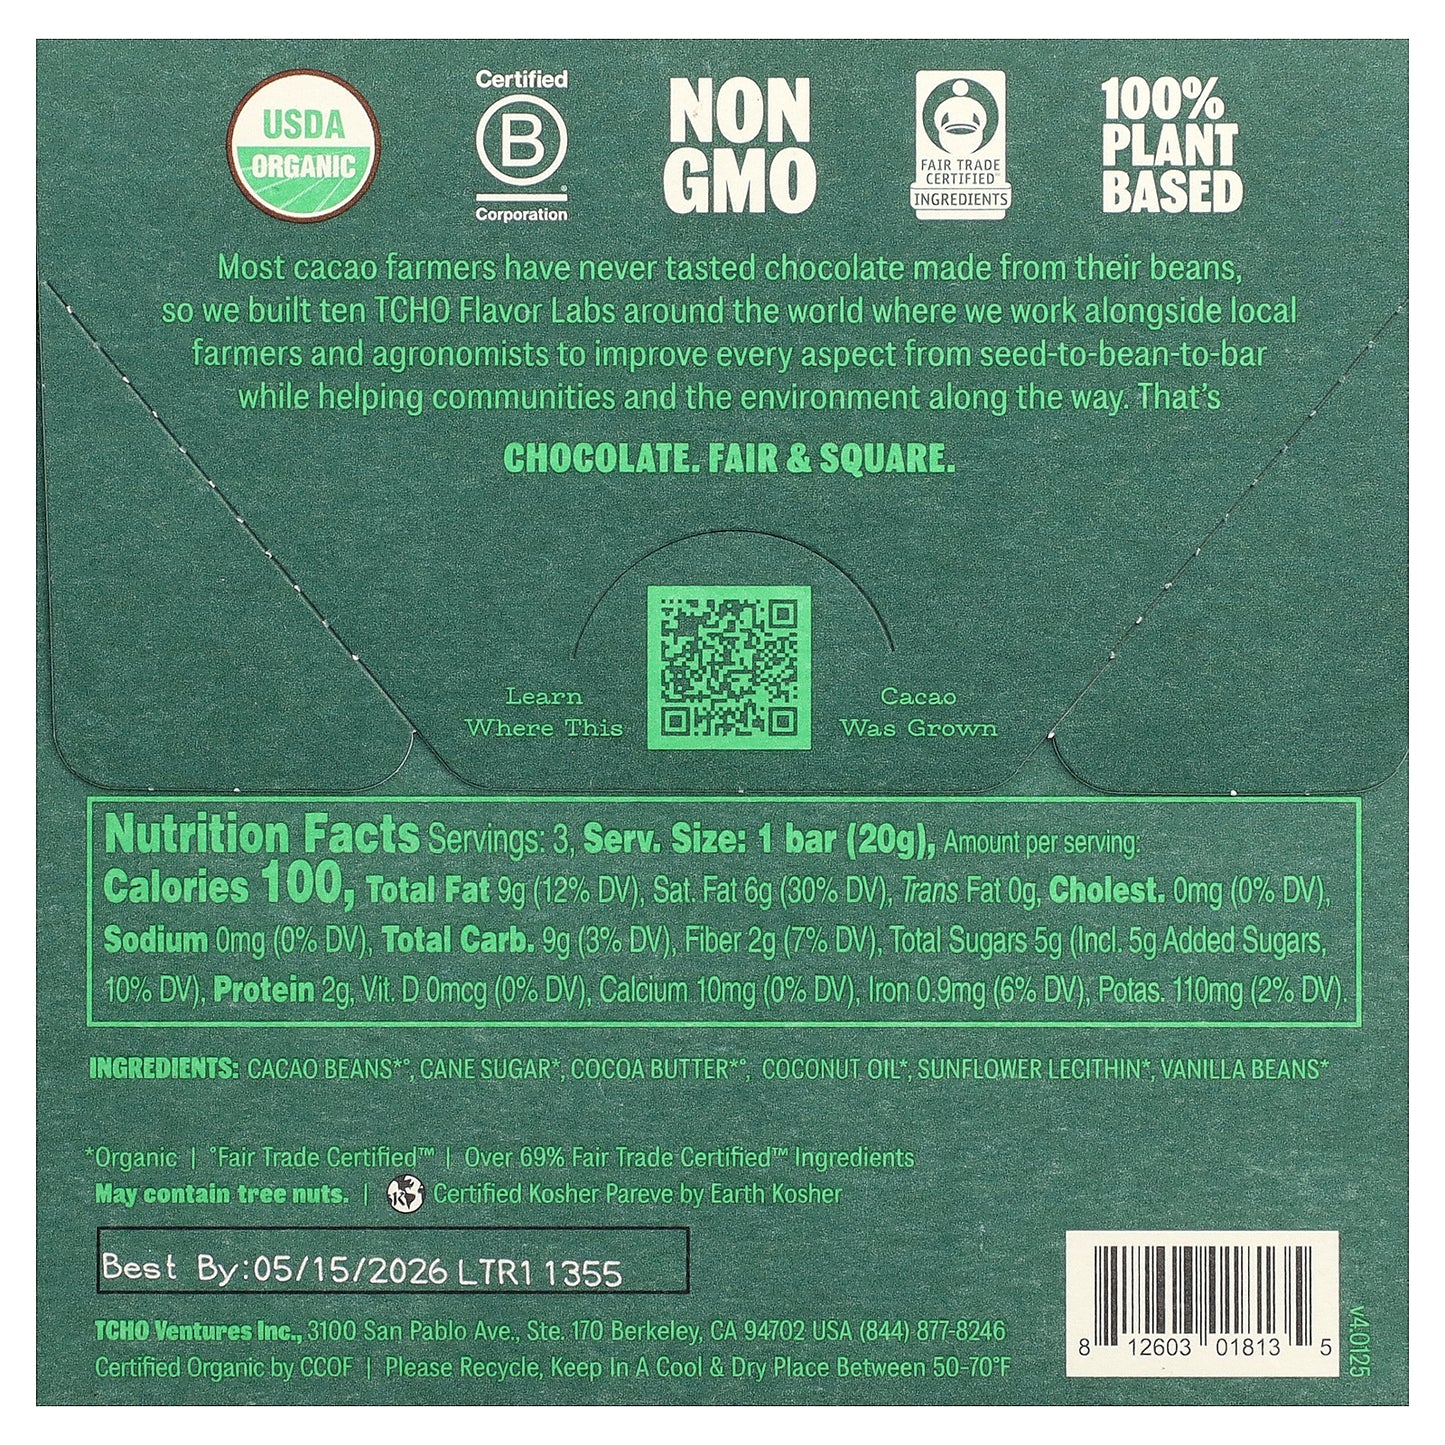 USDA
ORGANIC
Certified
B
®
Corporation
NON
GMO
FAIR TRADE
CERTIFIED™
INGREDIENTS
100%
PLANT
BASED
Most cacao farmers have never tasted chocolate made from their beans,
so we built ten TCHO Flavor Labs around the world where we work alongside local
farmers and agronomists to improve every aspect from seed-to-bean-to-bar
while helping communities and the environment along the way. That's
CHOCOLATE. FAIR & SQUARE.
Learn
Where This
Cacao
Was Grown
Nutrition Facts Servings: 3, Serv. Size: 1 bar (20g), Amount per serving:
Calories 100, Total Fat 9g (12% DV), Sat. Fat 6g (30% DV), Trans Fat 0g, Cholest. 0mg (0% DV),
Sodium 0mg (0% DV), Total Carb. 9g (3% DV), Fiber 2g (7% DV), Total Sugars 5g (Incl. 5g Added Sugars,
10% DV), Protein 2g, Vit. D 0mcg (0% DV), Calcium 10mg (0% DV), Iron 0.9mg (6% DV), Potas. 110mg (2% DV).
INGREDIENTS: CACAO BEANS*°, CANE SUGAR*, COCOA BUTTER*°, COCONUT OIL*, SUNFLOWER LECITHIN*, VANILLA BEANS*
*Organic | °Fair Trade Certified™ | Over 69% Fair Trade Certified™ Ingredients
May contain tree nuts. | K Certified Kosher Pareve by Earth Kosher
Best By:05/15/2026 LTR1 1355
TCHO Ventures Inc., 3100 San Pablo Ave., Ste. 170 Berkeley, CA 94702 USA (844) 877-8246
Certified Organic by CCOF | Please Recycle, Keep In A Cool & Dry Place Between 50-70°F
8 12603 01813 5
v4.0125